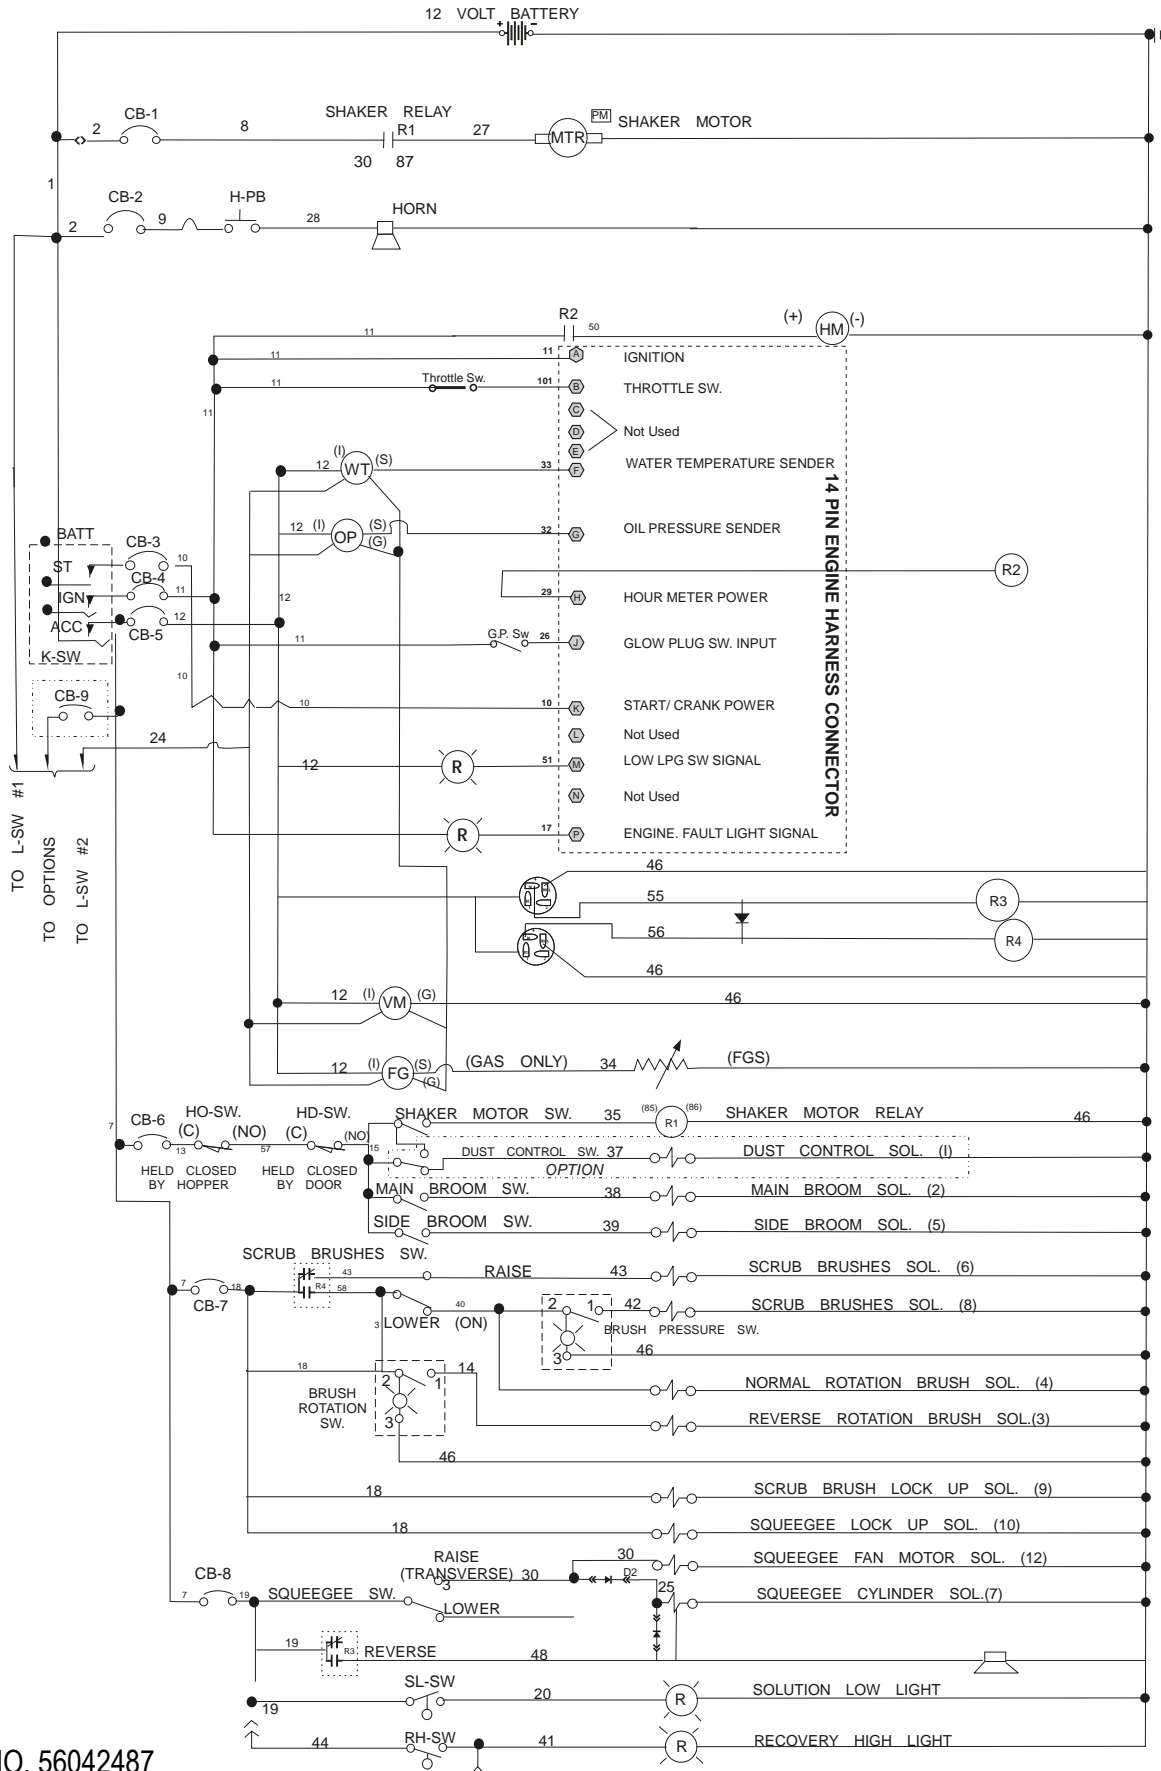 12 VOLT BATTERY
+ −
CB-1
SHAKER RELAY
PM
SHAKER MOTOR
2
8
R1
27
MTR
30 87
1
CB-2
H-PB
HORN
2
9
28
R2
(+)
HM
(-)
11
50
11
11
A
IGNITION
11
Throttle Sw.
101
B
THROTTLE SW.
11
C
D
Not Used
E
12
(I)
WT
(S)
33
F
WATER TEMPERATURE SENDER
14 PIN ENGINE HARNESS CONNECTOR
12
(I)
OP
(S)
(G)
32
G
OIL PRESSURE SENDER
BATT
CB-3
10
ST
CB-4
R2
IGN
11
12
29
H
HOUR METER POWER
ACC
12
CB-5
K-SW
11
G.P. Sw
26
J
GLOW PLUG SW. INPUT
10
CB-9
10
10
K
START/ CRANK POWER
24
L
Not Used
12
R
51
M
LOW LPG SW SIGNAL
N
Not Used
R
17
P
ENGINE. FAULT LIGHT SIGNAL
TO L-SW #1
TO OPTIONS
TO L-SW #2
46
55
R3
56
R4
46
12
(I)
VM
(G)
46
12
(I)
FG
(S)
(G)
(GAS ONLY)
34
(FGS)
7
CB-6
HO-SW.
HD-SW.
SHAKER MOTOR SW.
35
(85)
R1
(86)
SHAKER MOTOR RELAY
46
(C)
(NO)
(C)
(NO)
13
57
15
HELD CLOSED
BY HOPPER
HELD CLOSED
BY DOOR
DUST CONTROL SW.
37
DUST CONTROL SOL. (I)
OPTION
MAIN BROOM SW.
38
MAIN BROOM SOL. (2)
SIDE BROOM SW.
39
SIDE BROOM SOL. (5)
SCRUB BRUSHES SW.
43
RAISE
43
SCRUB BRUSHES SOL. (6)
7
18
R4
58
CB-7
3
LOWER (ON)
40
2
1
42
SCRUB BRUSHES SOL. (8)
BRUSH PRESSURE SW.
3
46
18
2
1
14
NORMAL ROTATION BRUSH SOL. (4)
BRUSH
ROTATION
SW.
3
REVERSE ROTATION BRUSH SOL.(3)
46
18
SCRUB BRUSH LOCK UP SOL. (9)
18
SQUEEGEE LOCK UP SOL. (10)
RAISE
(TRANSVERSE)
3
30
30
SQUEEGEE FAN MOTOR SOL. (12)
D2
CB-8
7
19
SQUEEGEE SW.
LOWER
25
SQUEEGEE CYLINDER SOL.(7)
19
R3
REVERSE
48
SL-SW
19
20
R
SOLUTION LOW LIGHT
44
RH-SW
41
R
RECOVERY HIGH LIGHT
NO. 56042487